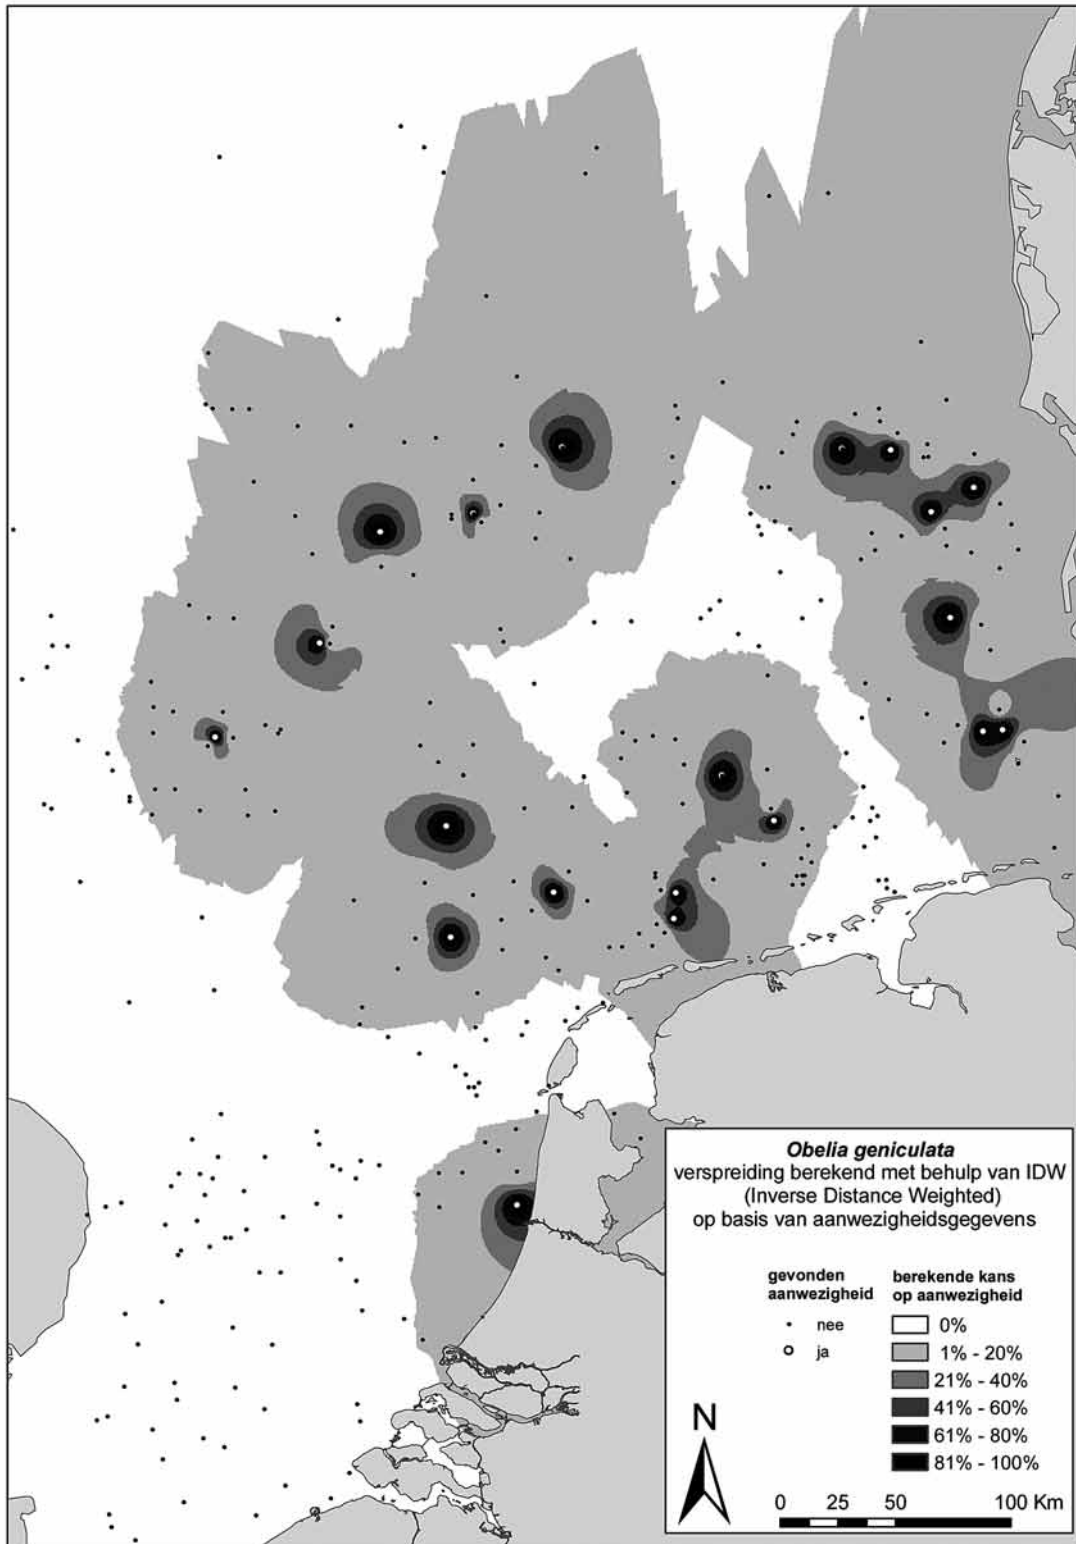 Obelia geniculata
verspreiding berekend met behulp van IDW
(Inverse Distance Weighted)
op basis van aanwezigheidsgegevens
gevonden
aanwezigheid
nee
ja
berekende kans
op aanwezigheid
0%
1% - 20%
21% - 40%
41% - 60%
61% - 80%
81% - 100%
N
0 25 50 100 Km